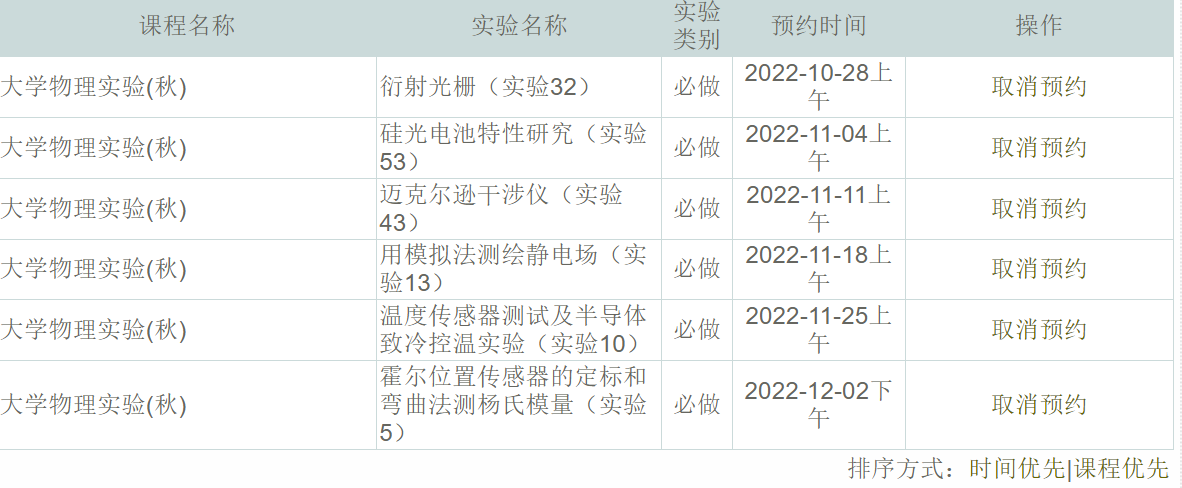 课程名称 实验名称 实验类别 预约时间 操作
大学物理实验(秋) 衍射光栅（实验32） 必做 2022-10-28上午 取消预约
大学物理实验(秋) 硅光电池特性研究（实验53） 必做 2022-11-04上午 取消预约
大学物理实验(秋) 迈克尔逊干涉仪（实验43） 必做 2022-11-11上午 取消预约
大学物理实验(秋) 用模拟法测绘静电场（实验13） 必做 2022-11-18上午 取消预约
大学物理实验(秋) 温度传感器测试及半导体致冷控温实验（实验10） 必做 2022-11-25上午 取消预约
大学物理实验(秋) 霍尔位置传感器的定标和弯曲法测杨氏模量（实验5） 必做 2022-12-02下午 取消预约
排序方式：时间优先|课程优先